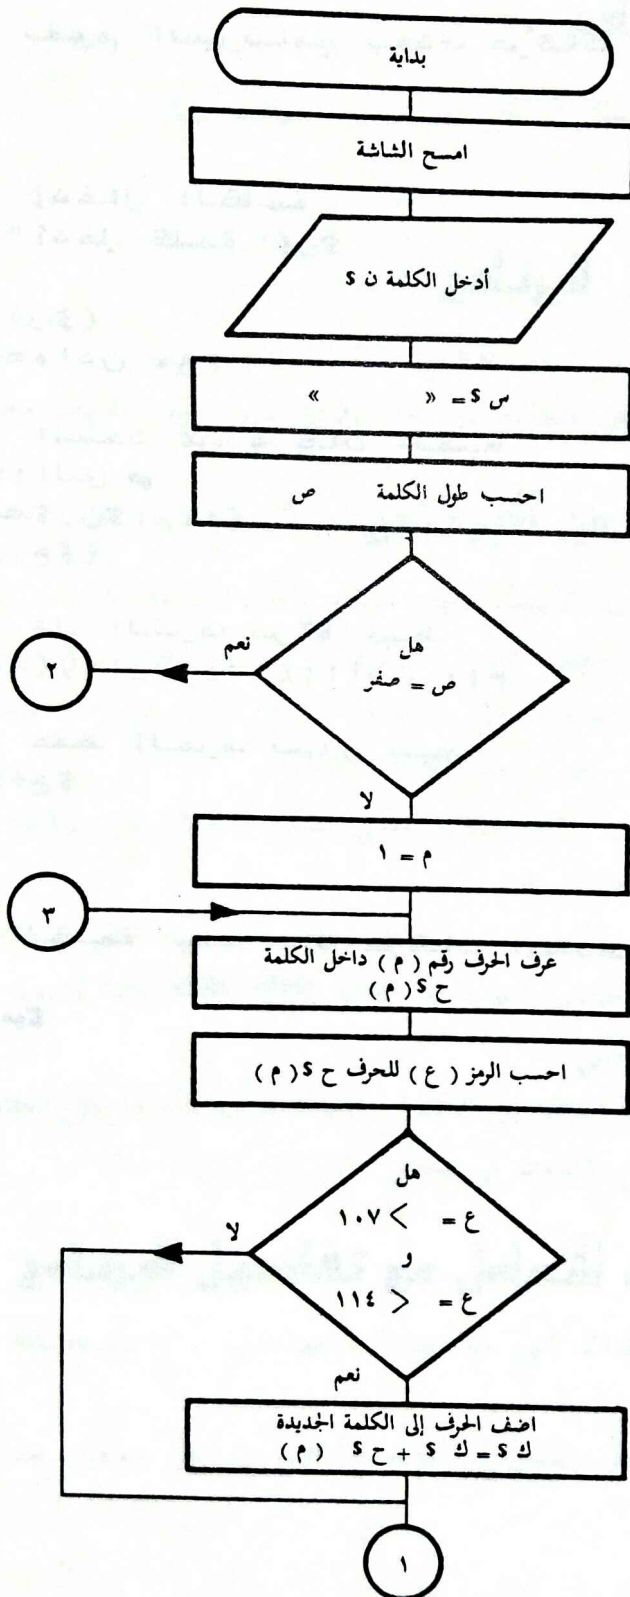 بداية
امسح الشاشة
أدخل الكلمة ن S
س S = « »
احسب طول الكلمة ص
هل
ص = صفر
نعم
٢
لا
م = ١
٣
عرف الحرف رقم ( م ) داخل الكلمة
ح S ( م )
احسب الرمز ( ع ) للحرف ح S ( م )
هل
ع = > ١٠٧
و
ع = < ١١٤
لا
نعم
اضف الحرف إلى الكلمة الجديدة
ك S = ك S + ح S ( م )
١